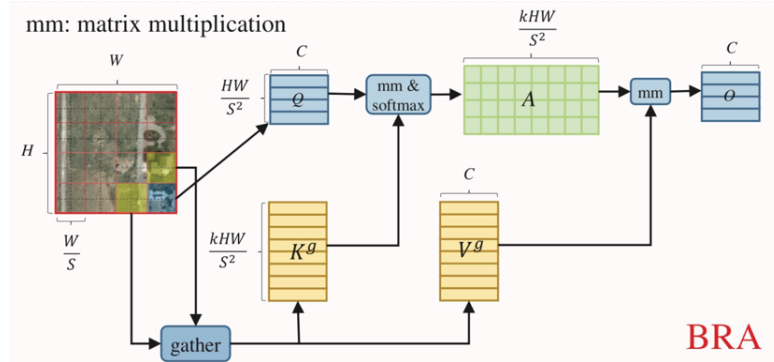 mm: matrix multiplication
W
H
W/S
C
HW/S²
Q
mm &
softmax
kHW/S²
A
mm
C
O
kHW/S²
K^g
C
V^g
gather
BRA